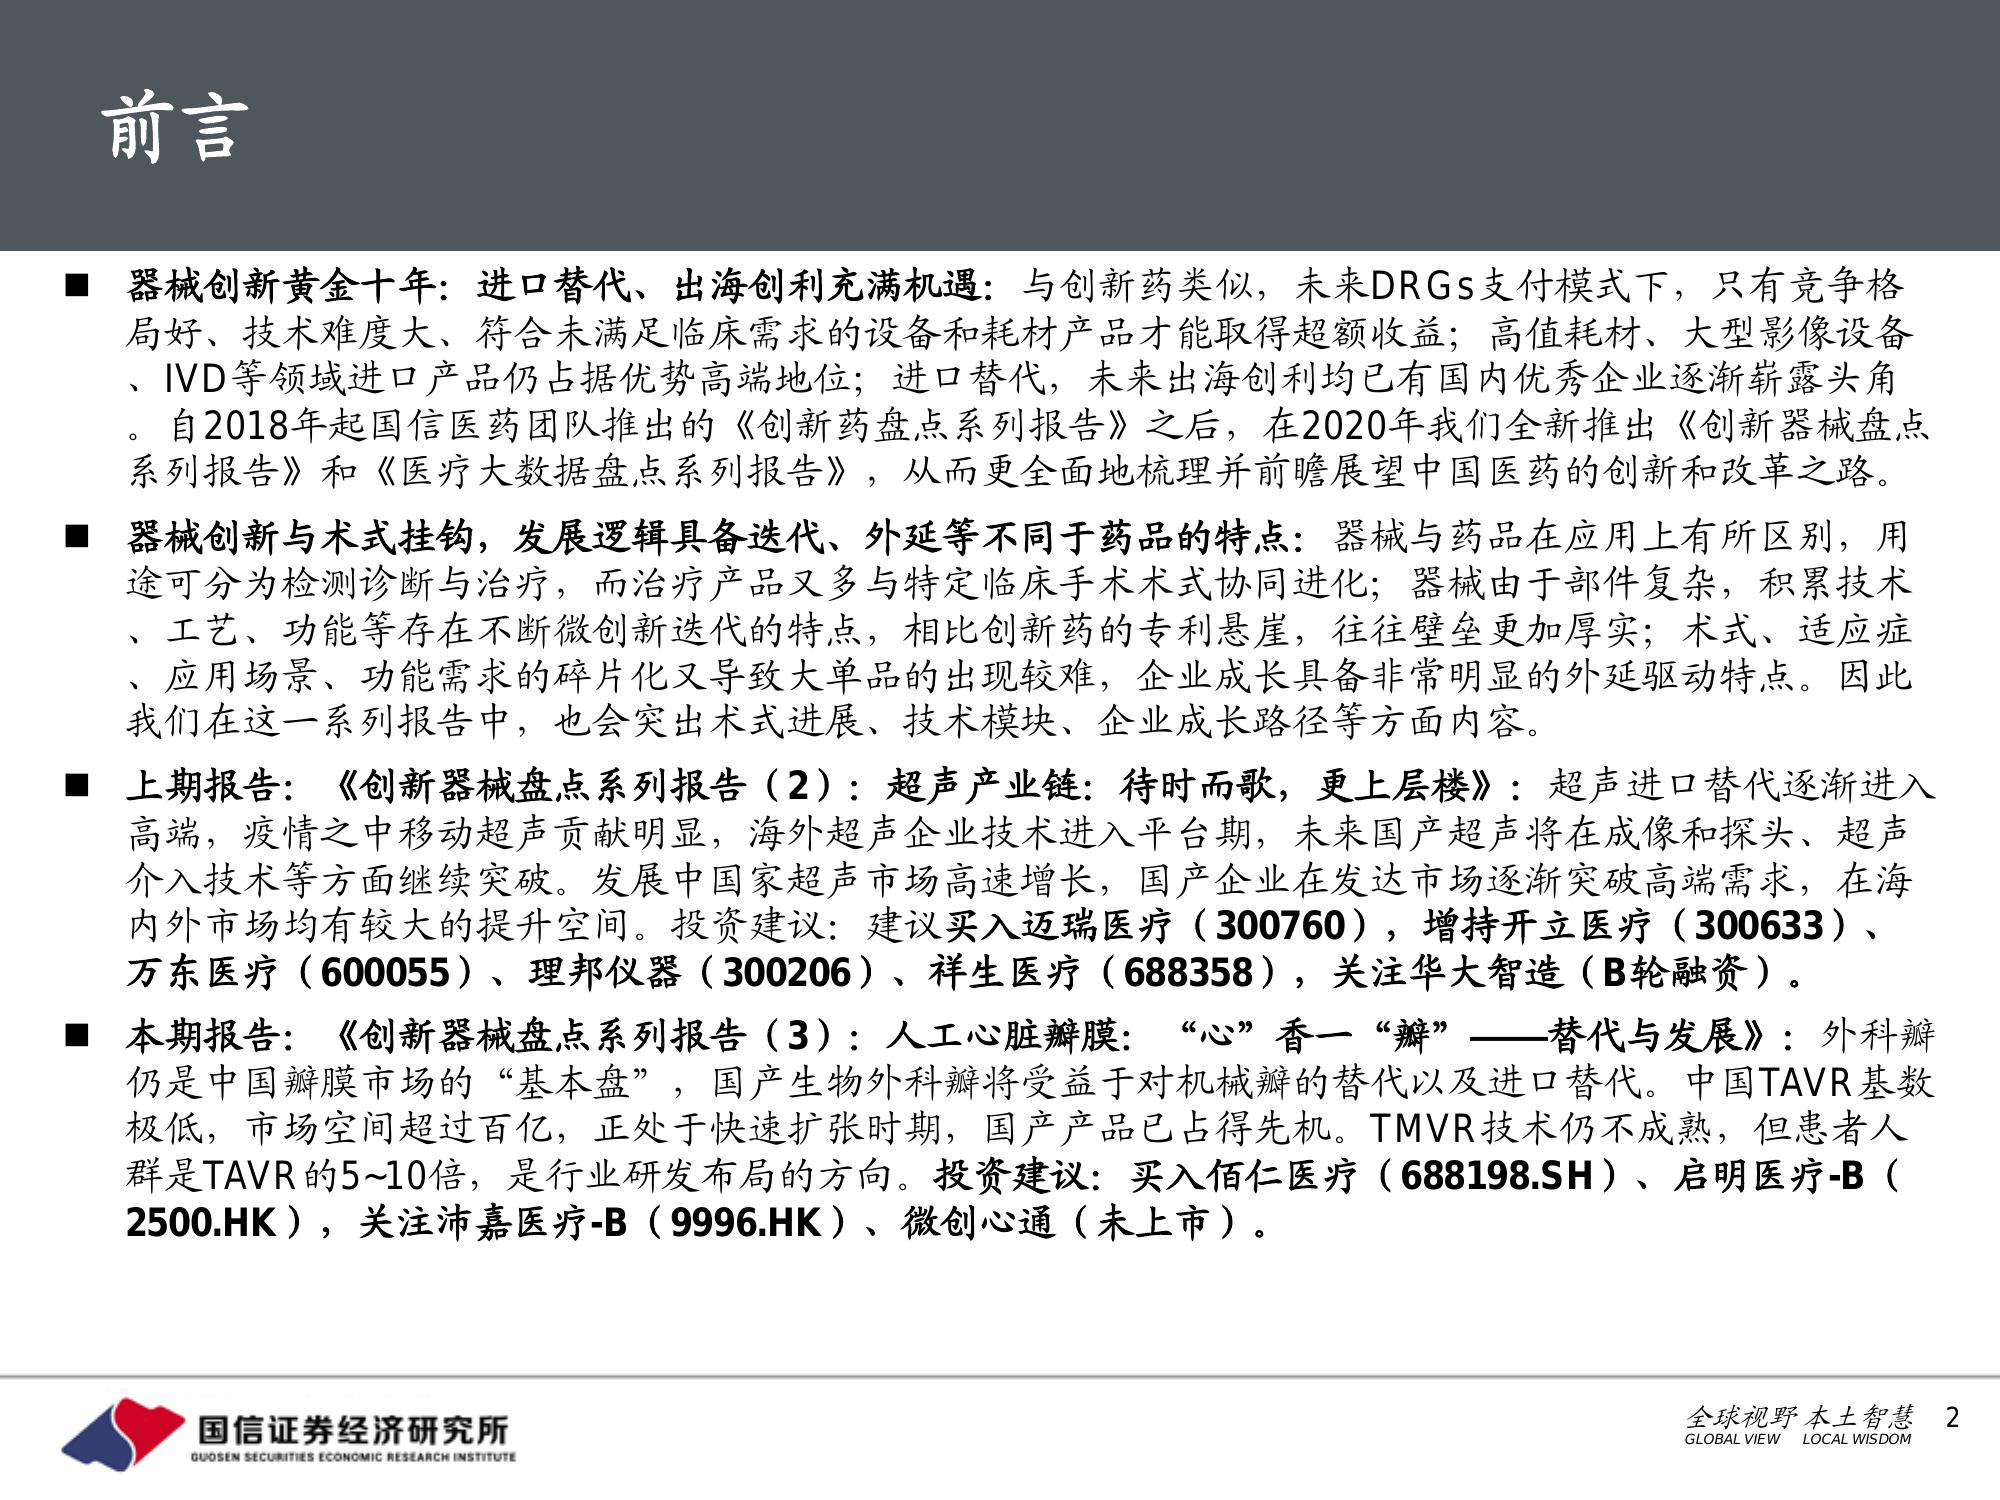 前言
■ 器械创新黄金十年：进口替代、出海创利充满机遇：与创新药类似，未来DRGs支付模式下，只有竞争格
局好、技术难度大、符合未满足临床需求的设备和耗材产品才能取得超额收益；高值耗材、大型影像设备
、IVD等领域进口产品仍占据优势高端地位；进口替代，未来出海创利均已有国内优秀企业逐渐崭露头角
。自2018年起国信医药团队推出的《创新药盘点系列报告》之后，在2020年我们全新推出《创新器械盘点
系列报告》和《医疗大数据盘点系列报告》，从而更全面地梳理并前瞻展望中国医药的创新和改革之路。
■ 器械创新与术式挂钩，发展逻辑具备迭代、外延等不同于药品的特点：器械与药品在应用上有所区别，用
途可分为检测诊断与治疗，而治疗产品又多与特定临床手术术式协同进化；器械由于部件复杂，积累技术
、工艺、功能等存在不断微创新迭代的特点，相比创新药的专利悬崖，往往壁垒更加厚实；术式、适应症
、应用场景、功能需求的碎片化又导致大单品的出现较难，企业成长具备非常明显的外延驱动特点。因此
我们在这一系列报告中，也会突出术式进展、技术模块、企业成长路径等方面内容。
■ 上期报告：《创新器械盘点系列报告（2）：超声产业链：待时而歌，更上层楼》：超声进口替代逐渐进入
高端，疫情之中移动超声贡献明显，海外超声企业技术进入平台期，未来国产超声将在成像和探头、超声
介入技术等方面继续突破。发展中国家超声市场高速增长，国产企业在发达市场逐渐突破高端需求，在海
内外市场均有较大的提升空间。投资建议：建议买入迈瑞医疗（300760），增持开立医疗（300633）、
万东医疗（600055）、理邦仪器（300206）、祥生医疗（688358），关注华大智造（B轮融资）。
■ 本期报告：《创新器械盘点系列报告（3）：人工心脏瓣膜：“心”香一“瓣”——替代与发展》：外科瓣
仍是中国瓣膜市场的“基本盘”，国产生物外科瓣将受益于对机械瓣的替代以及进口替代。中国TAVR基数
极低，市场空间超过百亿，正处于快速扩张时期，国产产品已占得先机。TMVR技术仍不成熟，但患者人
群是TAVR的5~10倍，是行业研发布局的方向。投资建议：买入佰仁医疗（688198.SH）、启明医疗-B（
2500.HK），关注沛嘉医疗-B（9996.HK）、微创心通（未上市）。
国信证券经济研究所
GUOSEN SECURITIES ECONOMIC RESEARCH INSTITUTE
全球视野 本土智慧 2
GLOBAL VIEW LOCAL WISDOM